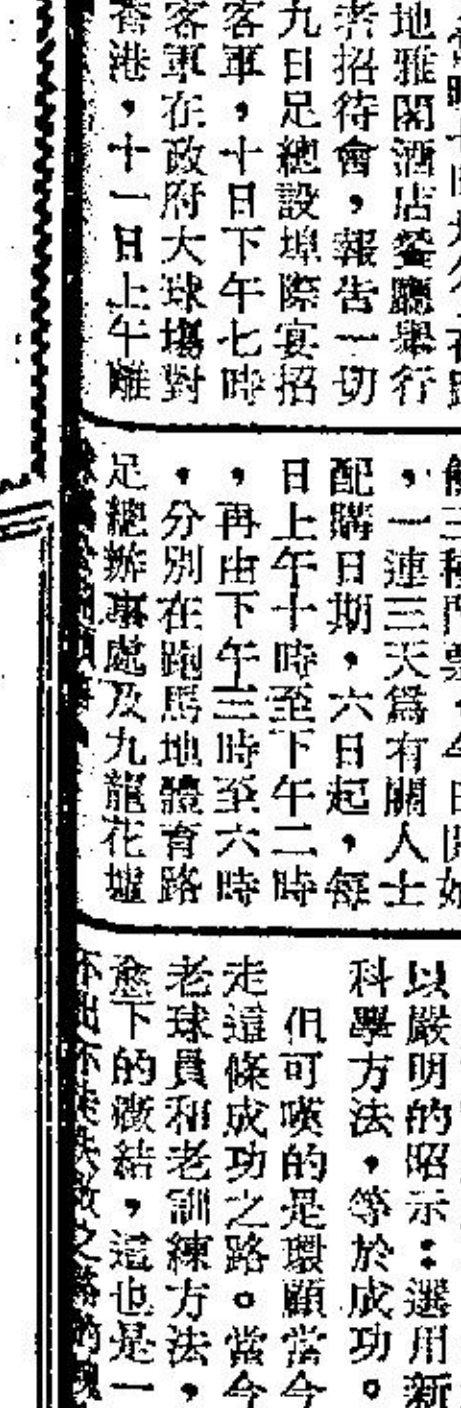 地雅閣酒店餐廳舉行
者招待會，報告一切
九日足總設埠際宴招
客軍，十日下午七時
客軍在政府大球場對
香港，十一日上午離
，一連三天爲有關人士
配購日期，六日起，每
日上午十時至下午二時
，再由下午三時至六時
，分別在跑馬地體育路
足總辦事處及九龍花墟
以嚴明的昭示：選用新
科學方法，等於成功。
但可嘆的是環顧當今
走這條成功之路。當今
老球員和老訓練方法，
愈下的癥結，這也是一